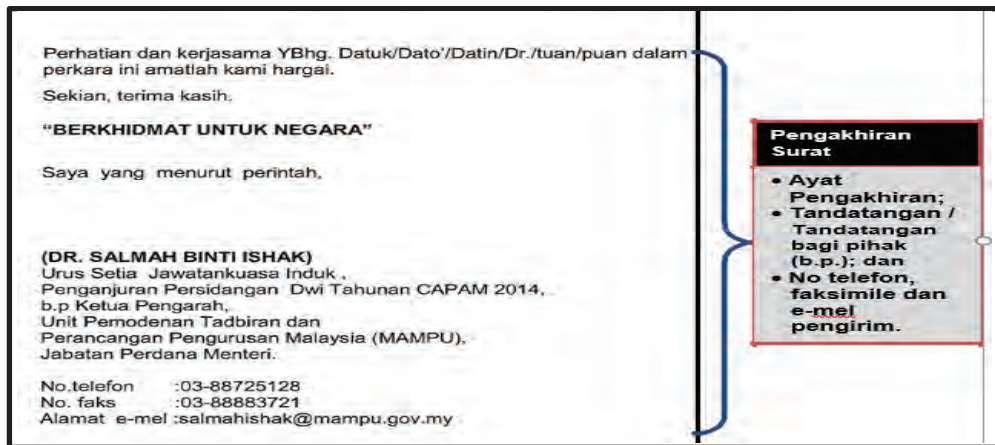 Perhatian dan kerjasama YBhg. Datuk/Dato'/Datin/Dr./tuan/puan dalam
perkara ini amatlah kami hargai.
Sekian, terima kasih.
“BERKHIDMAT UNTUK NEGARA”
Saya yang menurut perintah,
(DR. SALMAH BINTI ISHAK)
Urus Setia Jawatankuasa Induk ,
Penganjuran Persidangan Dwi Tahunan CAPAM 2014,
b.p Ketua Pengarah,
Unit Pemodenan Tadbiran dan
Perancangan Pengurusan Malaysia (MAMPU),
Jabatan Perdana Menteri.
No.telefon :03-88725128
No. faks :03-88883721
Alamat e-mel :salmahishak@mampu.gov.my
Pengakhiran
Surat
• Ayat
Pengakhiran;
• Tandatangan /
Tandatangan
bagi pihak
(b.p.); dan
• No telefon,
faksimile dan
e-mel
pengirim.